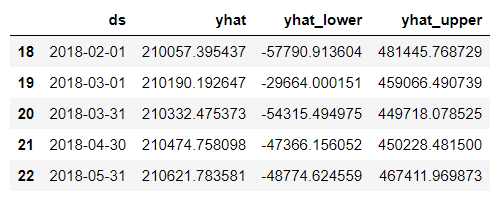 ds yhat yhat_lower yhat_upper
18 2018-02-01 210057.395437 -57790.913604 481445.768729
19 2018-03-01 210190.192647 -29664.000151 459066.490739
20 2018-03-31 210332.475373 -54315.494975 449718.078525
21 2018-04-30 210474.758098 -47366.156052 450228.481500
22 2018-05-31 210621.783581 -48774.624559 467411.969873